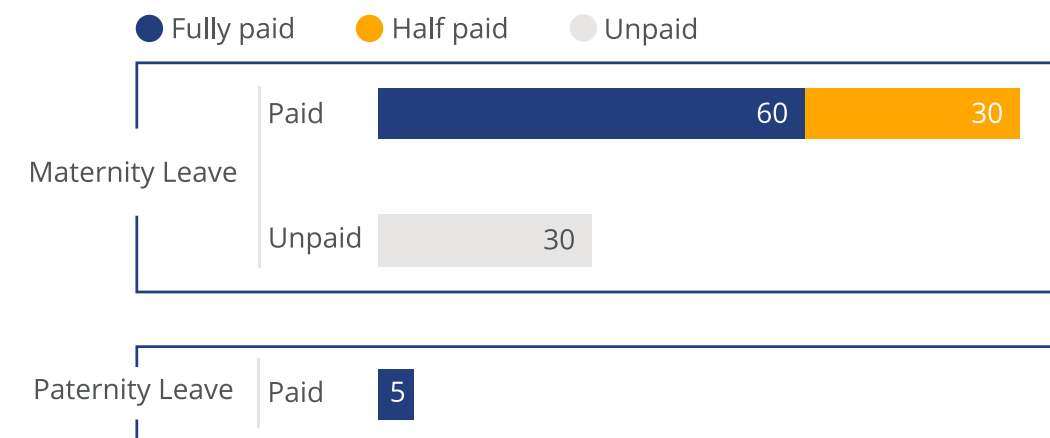 Fully paid Half paid Unpaid
Paid 60 30
Maternity Leave
Unpaid 30
Paternity Leave Paid 5